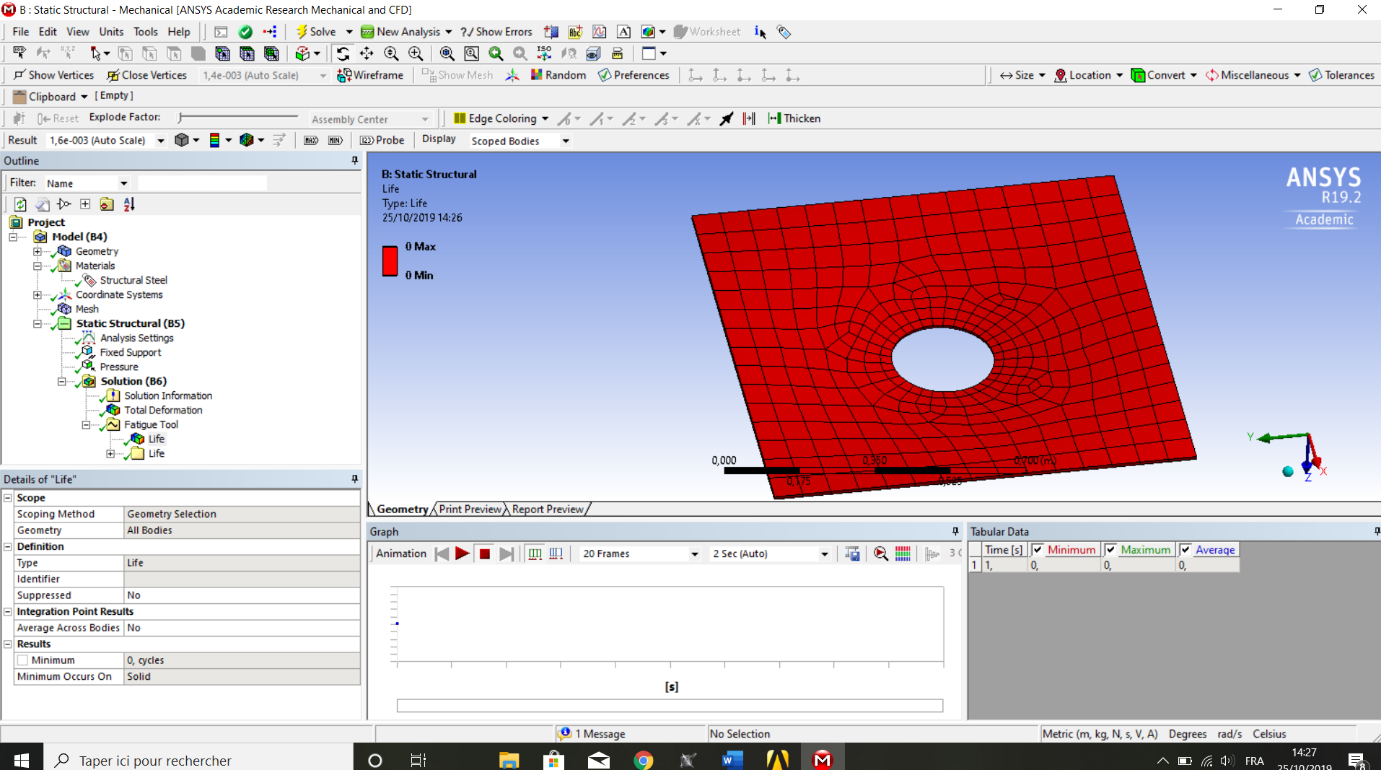 B : Static Structural - Mechanical [ANSYS Academic Research Mechanical and CFD]
File Edit View Units Tools Help Solve New Analysis ?/ Show Errors Worksheet
Show Vertices Close Vertices 1,4e-003 (Auto Scale) Wireframe Show Mesh Random Preferences Size Location Convert Miscellaneous Tolerances
Clipboard [ Empty ]
Reset Explode Factor: Assembly Center Edge Coloring Thicken
Result 1,6e-003 (Auto Scale) MAX MIN Probe Display Scoped Bodies
Outline
Filter: Name
Project
Model (B4)
Geometry
Materials
Structural Steel
Coordinate Systems
Mesh
Static Structural (B5)
Analysis Settings
Fixed Support
Pressure
Solution (B6)
Solution Information
Total Deformation
Fatigue Tool
Life
Life
Details of "Life"
Scope
Scoping Method Geometry Selection
Geometry All Bodies
Definition
Type Life
Identifier
Suppressed No
Integration Point Results
Average Across Bodies No
Results
Minimum 0, cycles
Minimum Occurs On Solid
B: Static Structural
Life
Type: Life
25/10/2019 14:26
0 Max
0 Min
ANSYS
R19.2
Academic
0,000 0,350 0,700 (m)
0,175 0,525
Y
X
Z
Geometry Print Preview Report Preview
Graph
Animation 20 Frames 2 Sec (Auto) 3
[s]
Tabular Data
Time [s] Minimum Maximum Average
1 1, 0, 0, 0,
1 Message No Selection Metric (m, kg, N, s, V, A) Degrees rad/s Celsius
Taper ici pour rechercher
FRA
14:27
25/10/2019
8